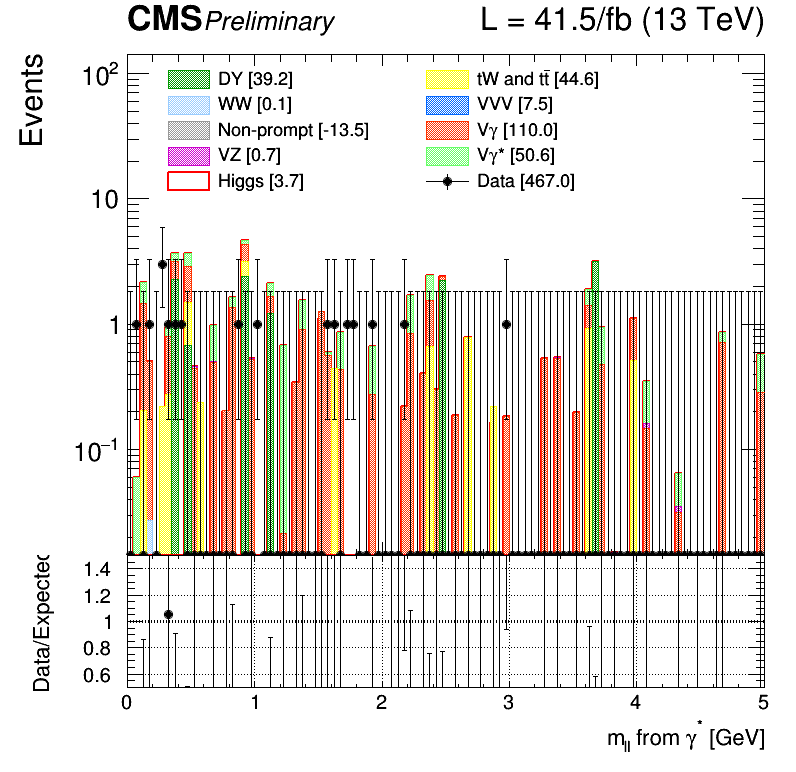 CMS Preliminary L = 41.5/fb (13 TeV)
Events
10²
10
1
10⁻¹
DY [39.2]
WW [0.1]
Non-prompt [-13.5]
VZ [0.7]
Higgs [3.7]
tW and tt̄ [44.6]
VVV [7.5]
Vγ [110.0]
Vγ* [50.6]
Data [467.0]
Data/Expected
1.4
1.2
1
0.8
0.6
0 1 2 3 4 5
m_ll from γ* [GeV]